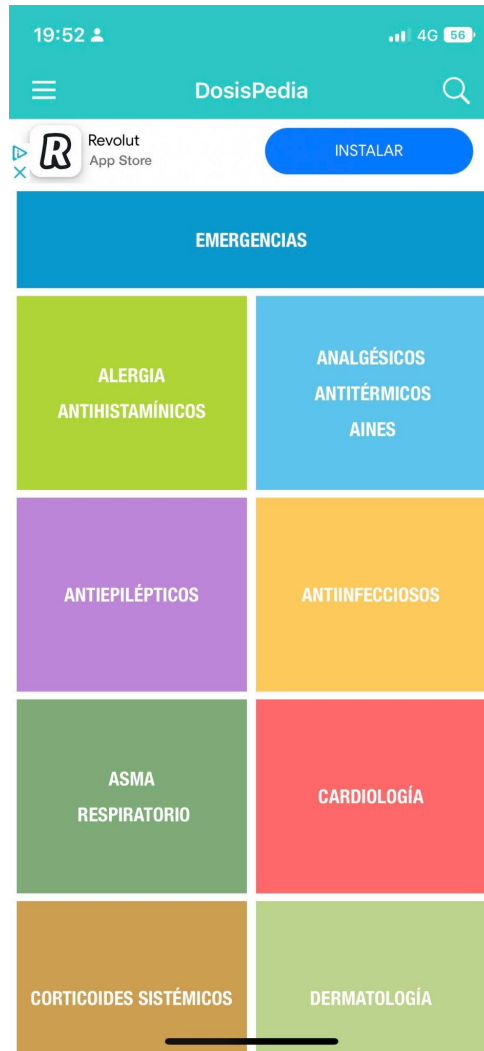 19:52
4G 56
DosisPedia
Revolut
App Store
INSTALAR
EMERGENCIAS
ALERGIA
ANTIHISTAMÍNICOS
ANALGÉSICOS
ANTITÉRMICOS
AINES
ANTIEPILÉPTICOS
ANTIINFECCIOSOS
ASMA
RESPIRATORIO
CARDIOLOGÍA
CORTICOIDES SISTÉMICOS
DERMATOLOGÍA